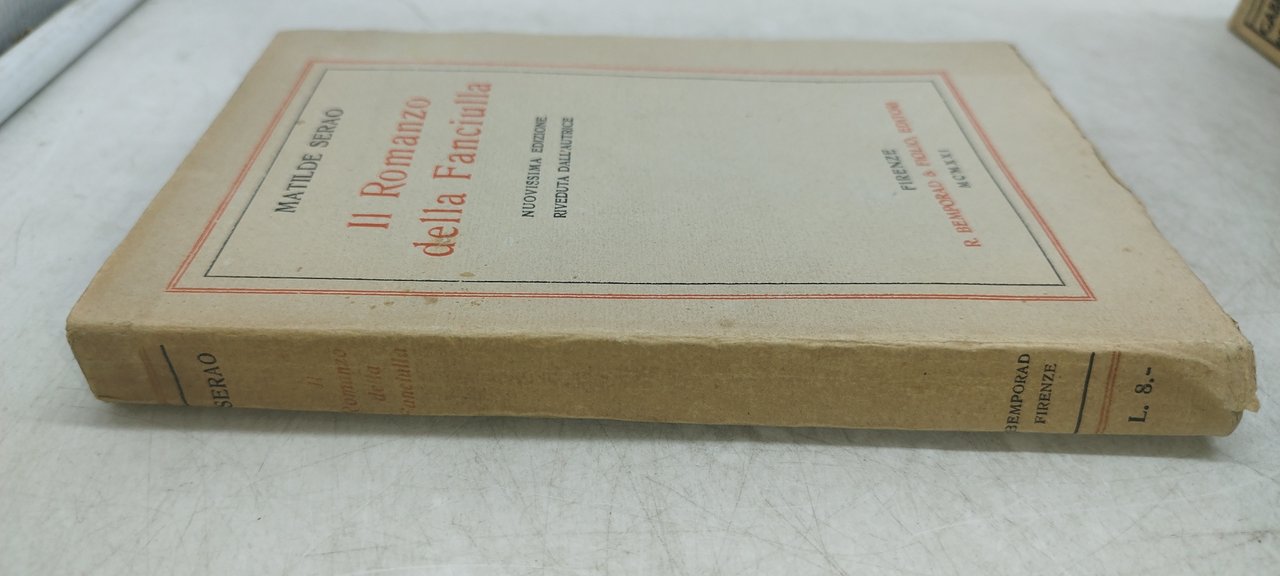 MATILDE SERAO
Il Romanzo
della Fanciulla
NUOVISSIMA EDIZIONE
RIVEDUTA DALL'AUTRICE
FIRENZE
R. BEMPORAD & FIGLIO, EDITORI
MCMXXI
SERAO
Il
Romanzo
della
Fanciulla
BEMPORAD
FIRENZE
L. 8.-